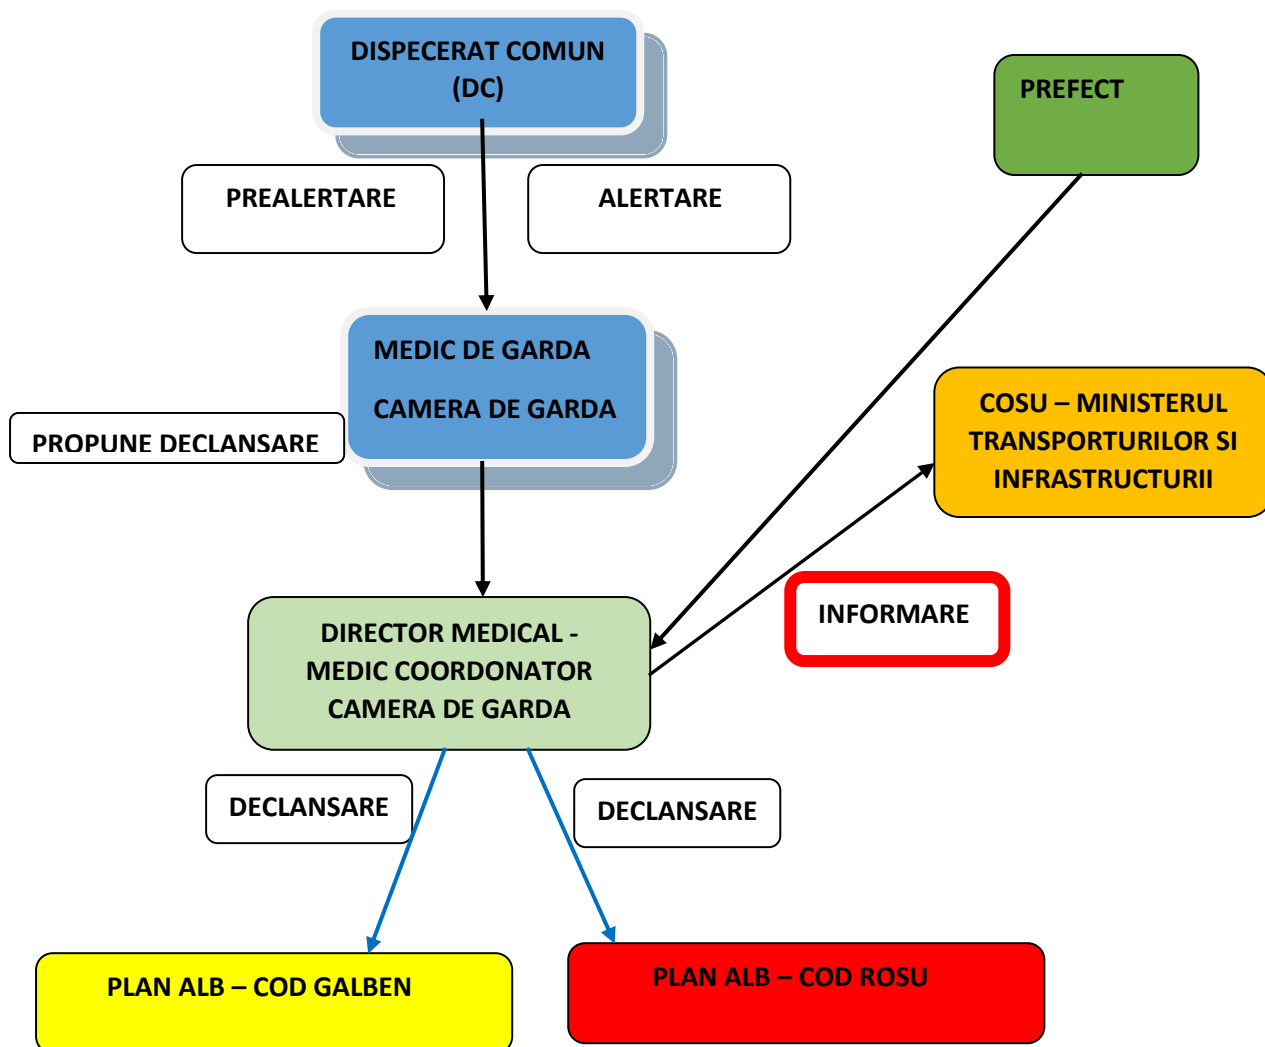 DISPECERAT COMUN
(DC)
PREFECT
PREALERTARE
ALERTARE
MEDIC DE GARDA
CAMERA DE GARDA
PROPUNE DECLANSARE
COSU – MINISTERUL
TRANSPORTURILOR SI
INFRASTRUCTURII
INFORMARE
DIRECTOR MEDICAL -
MEDIC COORDONATOR
CAMERA DE GARDA
DECLANSARE
DECLANSARE
PLAN ALB – COD GALBEN
PLAN ALB – COD ROSU